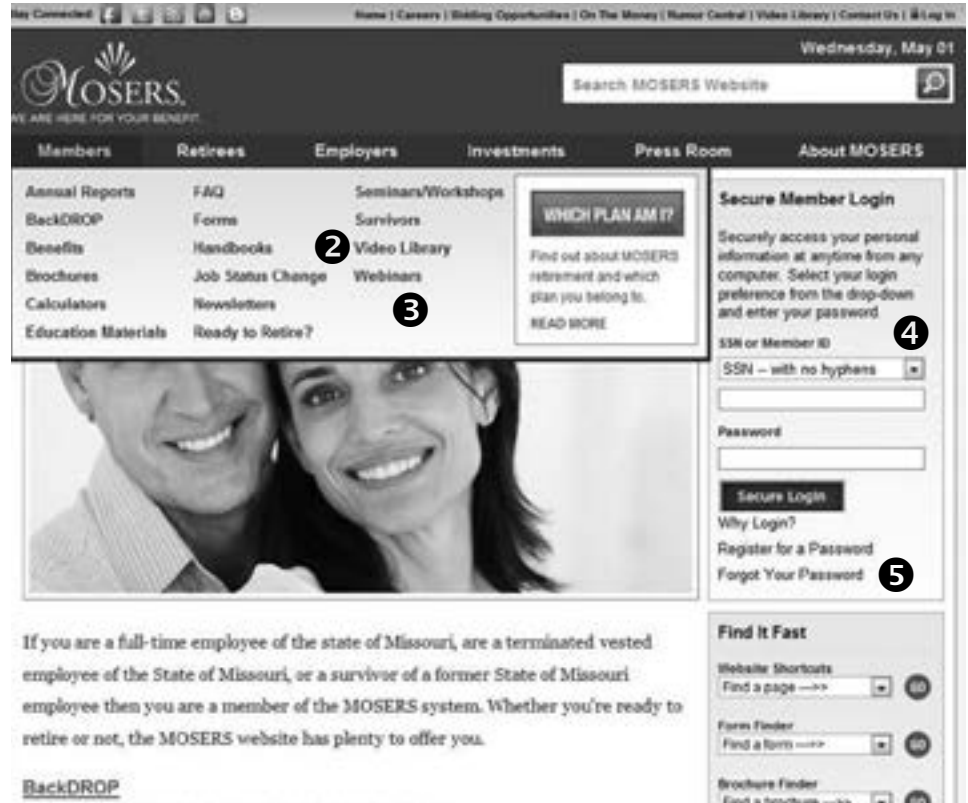 Stay Connected
Home | Careers | Bidding Opportunities | On The Money | Rumor Central | Video Library | Contact Us | Log In
Wednesday, May 01
MOSERS
WE ARE HERE FOR YOUR BENEFIT.
Search MOSERS Website
Members Retirees Employers Investments Press Room About MOSERS
Annual Reports FAQ Seminars/Workshops
BackDROP Forms Survivors
Benefits Handbooks ❷ Video Library
Brochures Job Status Change Webinars
Calculators Newsletters ❸
Education Materials Ready to Retire?
WHICH PLAN AM I?
Find out about MOSERS
retirement and which
plan you belong to.
READ MORE
Secure Member Login
Securely access your personal
information at anytime from any
computer. Select your login
preference from the drop-down
and enter your password
❹
SSN or Member ID
SSN – with no hyphens
Password
Secure Login
Why Login?
Register for a Password
Forgot Your Password ❺
If you are a full-time employee of the state of Missouri, are a terminated vested
employee of the State of Missouri, or a survivor of a former State of Missouri
employee then you are a member of the MOSERS system. Whether you're ready to
retire or not, the MOSERS website has plenty to offer you.
BackDROP
Find It Fast
Website Shortcuts
Find a page --->> GO
Form Finder
Find a form --->> GO
Brochure Finder
Find a brochure --->> GO